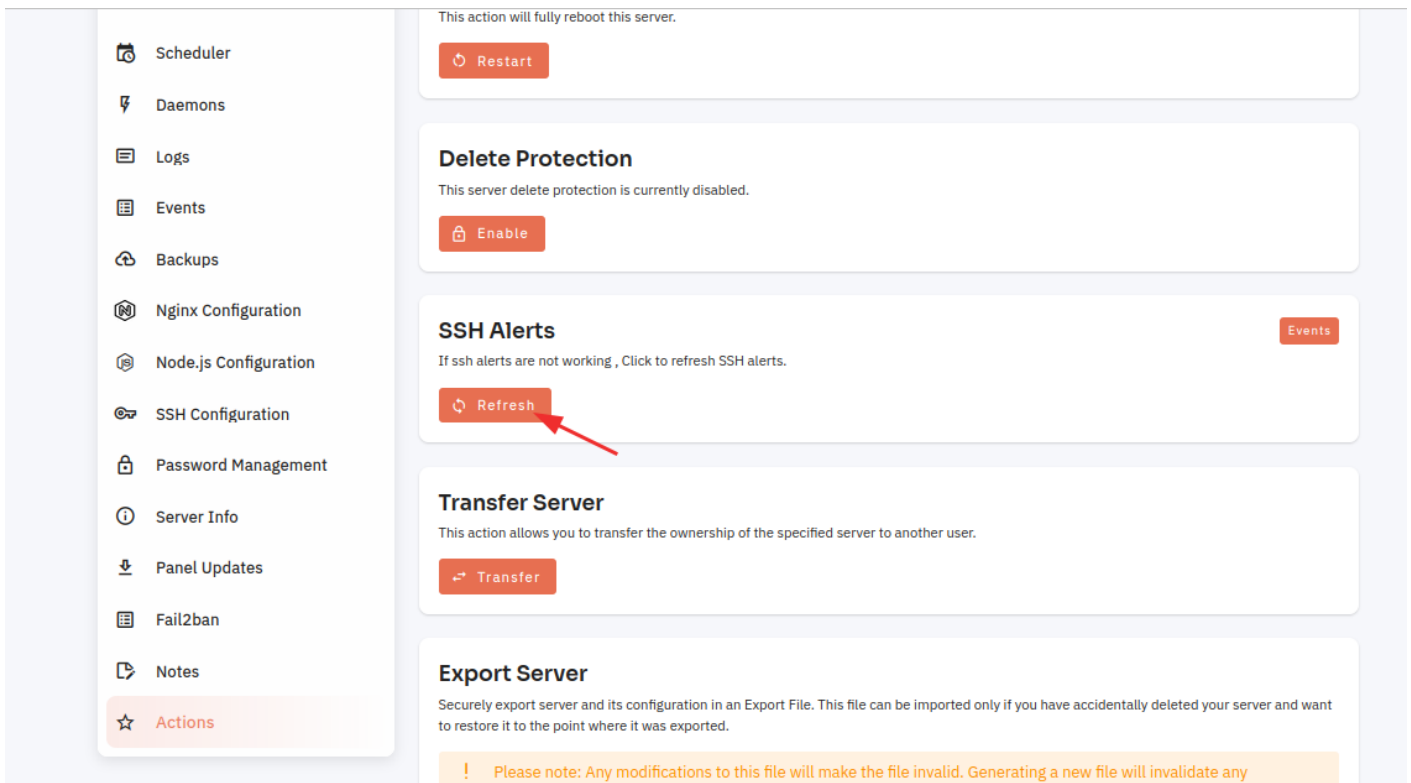 Scheduler
Daemons
Logs
Events
Backups
Nginx Configuration
Node.js Configuration
SSH Configuration
Password Management
Server Info
Panel Updates
Fail2ban
Notes
Actions
This action will fully reboot this server.
Restart
Delete Protection
This server delete protection is currently disabled.
Enable
SSH Alerts
Events
If ssh alerts are not working , Click to refresh SSH alerts.
Refresh
Transfer Server
This action allows you to transfer the ownership of the specified server to another user.
Transfer
Export Server
Securely export server and its configuration in an Export File. This file can be imported only if you have accidentally deleted your server and want
to restore it to the point where it was exported.
Please note: Any modifications to this file will make the file invalid. Generating a new file will invalidate any